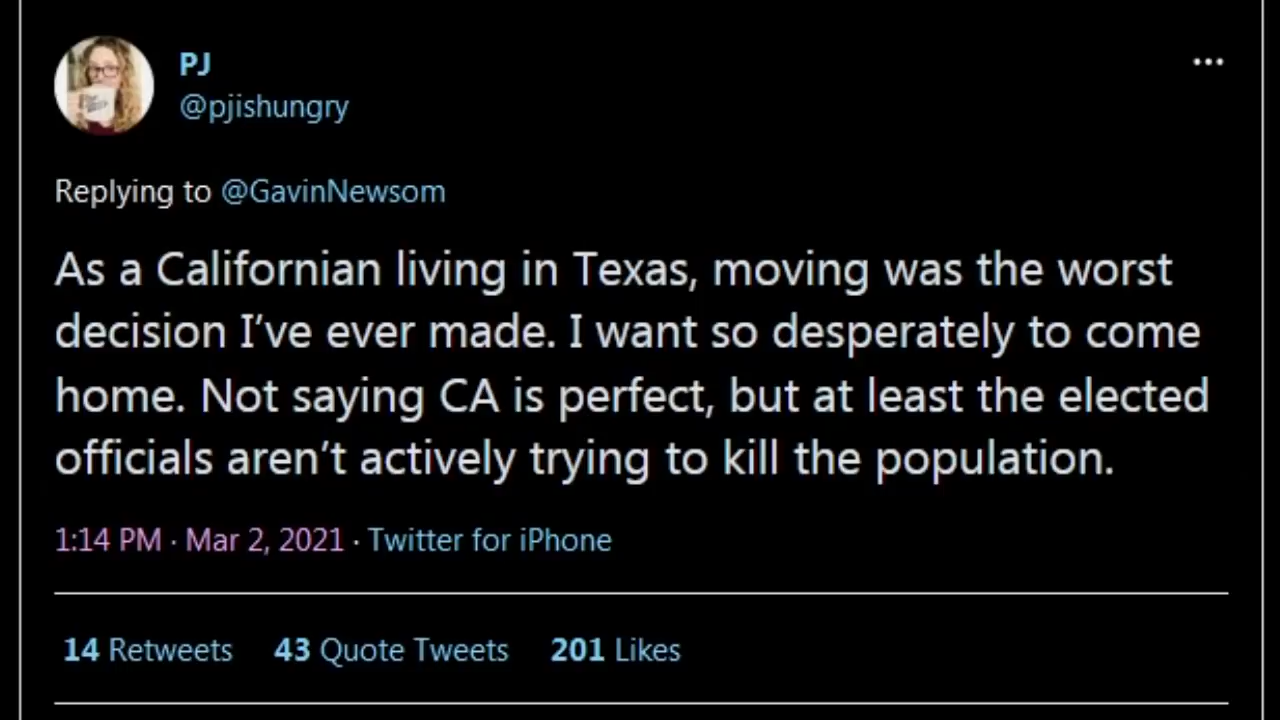 PJ
@pjishungry
Replying to @GavinNewsom
As a Californian living in Texas, moving was the worst
decision I’ve ever made. I want so desperately to come
home. Not saying CA is perfect, but at least the elected
officials aren’t actively trying to kill the population.
1:14 PM · Mar 2, 2021 · Twitter for iPhone
14 Retweets 43 Quote Tweets 201 Likes